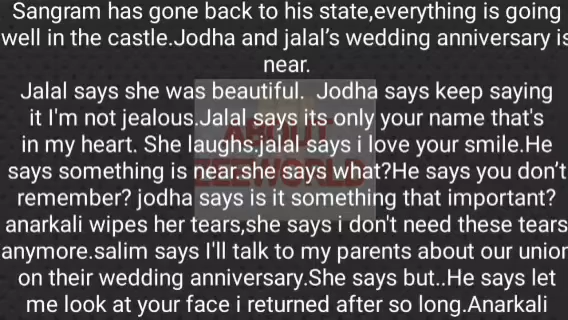 Sangram has gone back to his state,everything is going
well in the castle.Jodha and jalal’s wedding anniversary is
near.
Jalal says she was beautiful.  Jodha says keep saying
it I'm not jealous.Jalal says its only your name that's
in my heart. She laughs.jalal says i love your smile.He
says something is near.she says what?He says you don’t
remember? jodha says is it something that important?
anarkali wipes her tears,she says i don't need these tears
anymore.salim says I'll talk to my parents about our union
on their wedding anniversary.She says but..He says let
me look at your face i returned after so long.Anarkali
ABOUT
ZEEWORLD